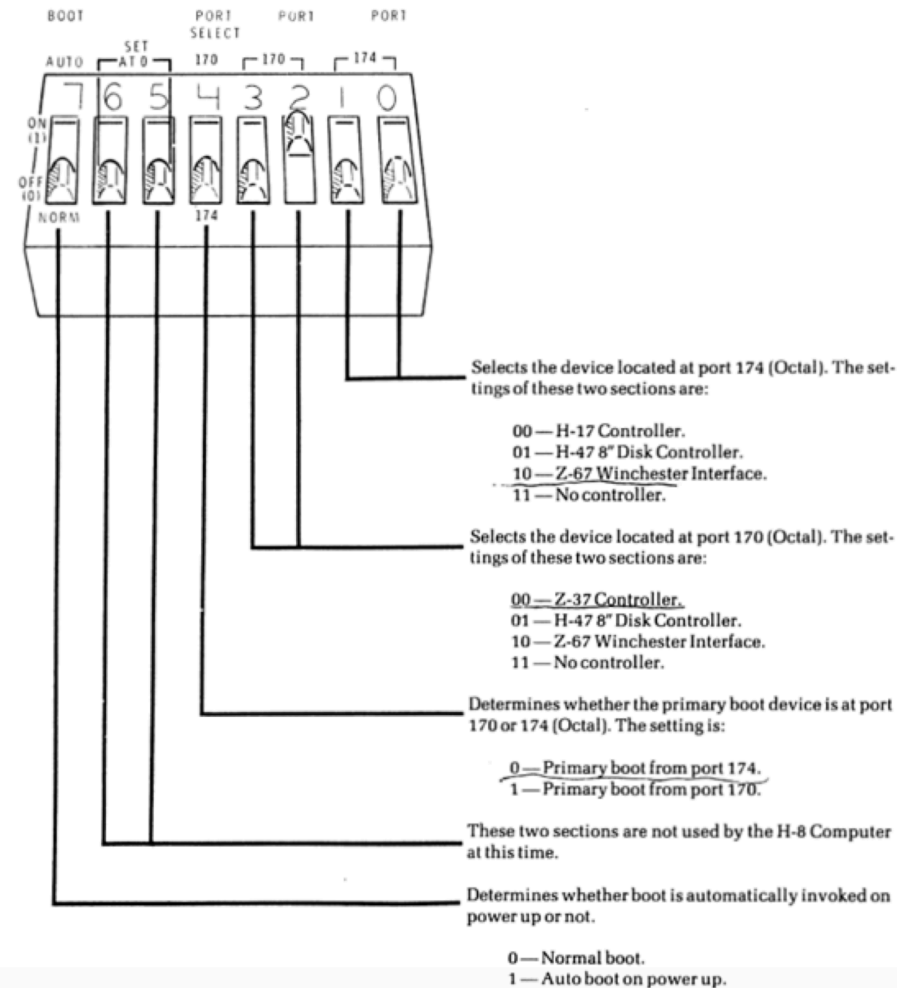 BOOT PORT SELECT PORT PORT
AUTO SET AT 0 170 170 174
7 6 5 4 3 2 1 0
ON (1)
OFF (0)
NORM 174
Selects the device located at port 174 (Octal). The set-
tings of these two sections are:
00 — H-17 Controller.
01 — H-47 8" Disk Controller.
10 — Z-67 Winchester Interface.
11 — No controller.
Selects the device located at port 170 (Octal). The set-
tings of these two sections are:
00 — Z-37 Controller.
01 — H-47 8" Disk Controller.
10 — Z-67 Winchester Interface.
11 — No controller.
Determines whether the primary boot device is at port
170 or 174 (Octal). The setting is:
0 — Primary boot from port 174.
1 — Primary boot from port 170.
These two sections are not used by the H-8 Computer
at this time.
Determines whether boot is automatically invoked on
power up or not.
0 — Normal boot.
1 — Auto boot on power up.